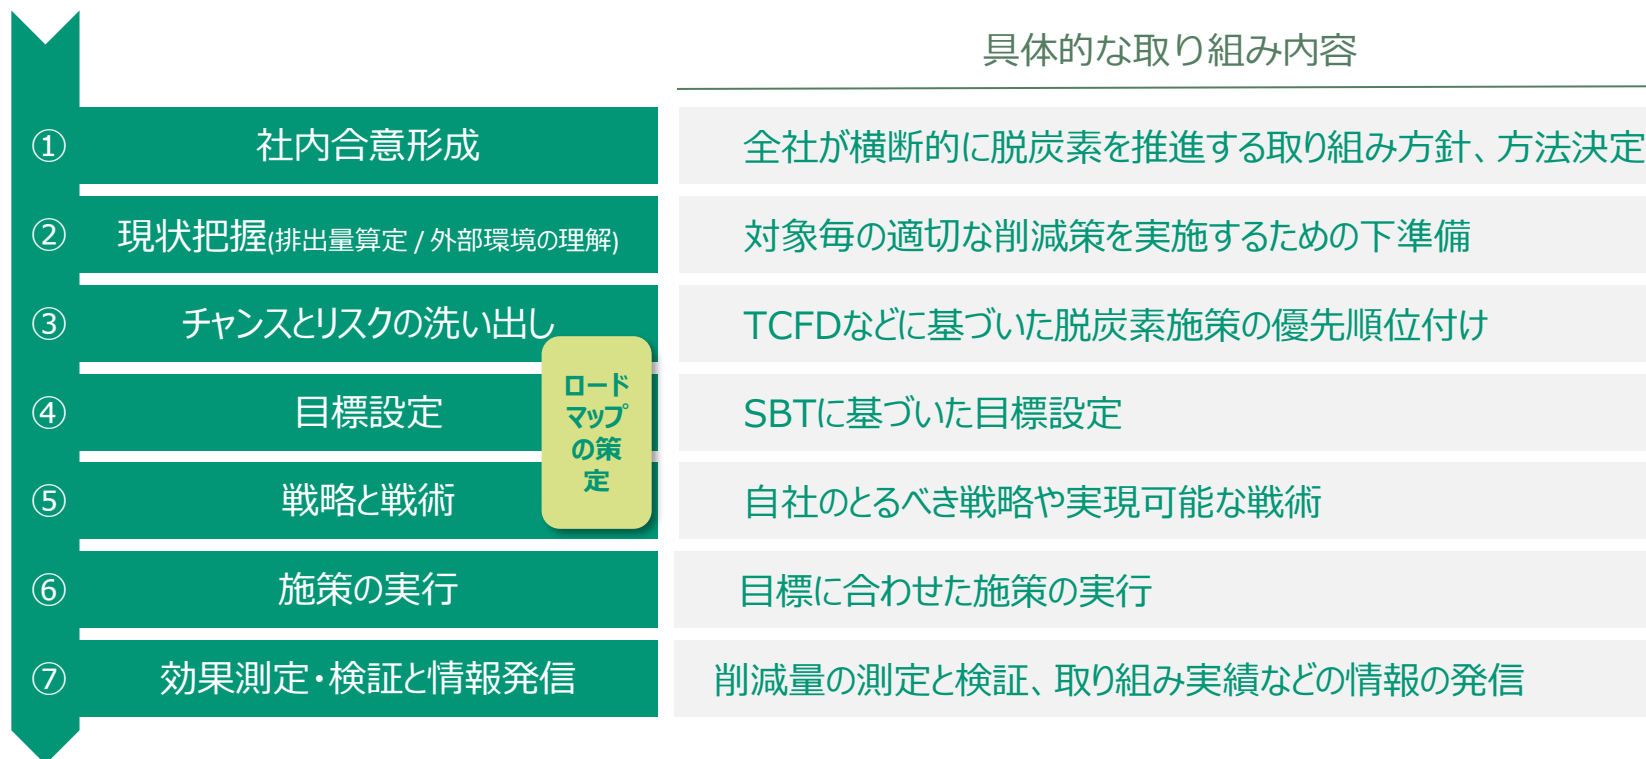 具体的な取り組み内容
① 社内合意形成 全社が横断的に脱炭素を推進する取り組み方針、方法決定
② 現状把握(排出量算定 / 外部環境の理解) 対象毎の適切な削減策を実施するための下準備
③ チャンスとリスクの洗い出し TCFDなどに基づいた脱炭素施策の優先順位付け
ロード
マップ
の策
定
④ 目標設定 SBTに基づいた目標設定
⑤ 戦略と戦術 自社のとるべき戦略や実現可能な戦術
⑥ 施策の実行 目標に合わせた施策の実行
⑦ 効果測定・検証と情報発信 削減量の測定と検証、取り組み実績などの情報の発信